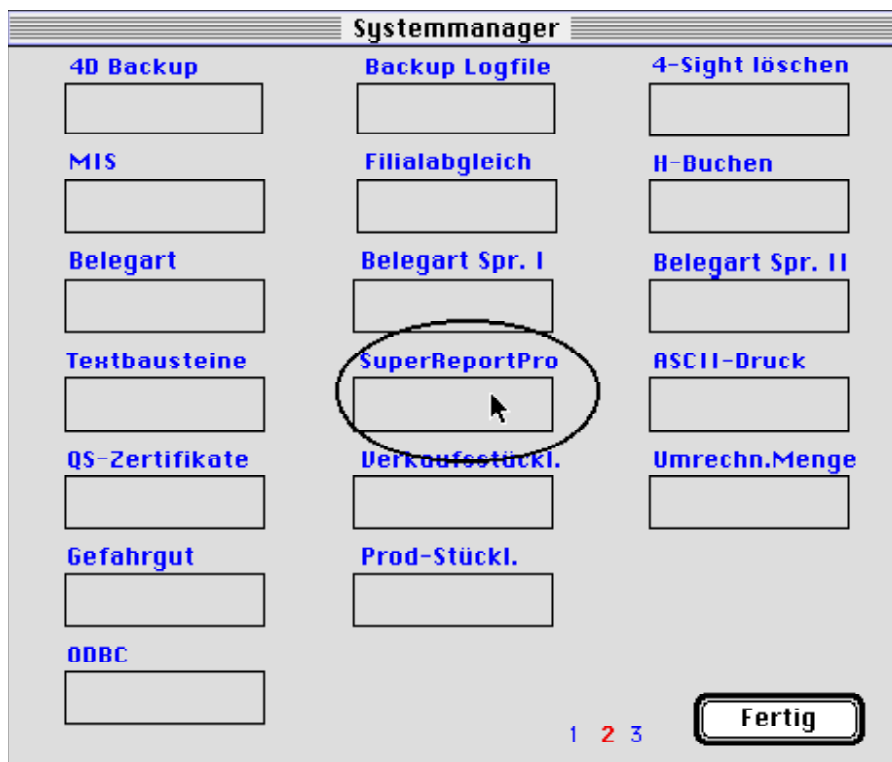 Systemmanager
4D Backup Backup Logfile 4-Sight löschen
MIS Filialabgleich H-Buchen
Belegart Belegart Spr. I Belegart Spr. II
Textbausteine SuperReportPro ASCII-Druck
QS-Zertifikate Verkaufsstückl. Umrechn.Menge
Gefahrgut Prod-Stückl.
ODBC
1 2 3 Fertig